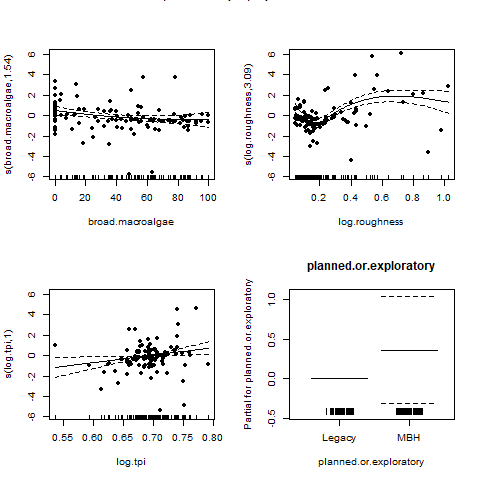 s(broad.macroalgae,1.54)
6
4
2
0
-2
-4
-6
0 20 40 60 80 100
broad.macroalgae
s(log.roughness,3.09)
6
4
2
0
-2
-4
-6
0.2 0.4 0.6 0.8 1.0
log.roughness
s(log.tpi,1)
6
4
2
0
-2
-4
-6
0.55 0.60 0.65 0.70 0.75 0.80
log.tpi
planned.or.exploratory
Partial for planned.or.exploratory
1.0
0.5
0.0
-0.5
Legacy MBH
planned.or.exploratory